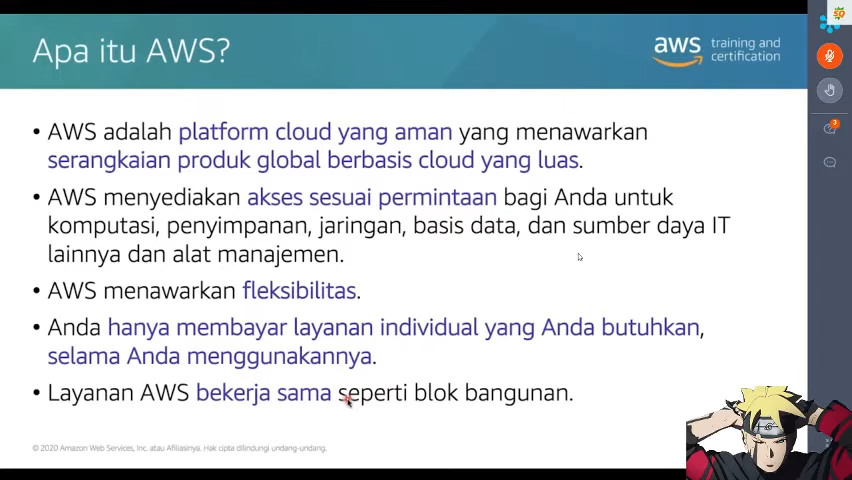 Apa itu AWS?
aws training and
certification
• AWS adalah platform cloud yang aman yang menawarkan
serangkaian produk global berbasis cloud yang luas.
• AWS menyediakan akses sesuai permintaan bagi Anda untuk
komputasi, penyimpanan, jaringan, basis data, dan sumber daya IT
lainnya dan alat manajemen.
• AWS menawarkan fleksibilitas.
• Anda hanya membayar layanan individual yang Anda butuhkan,
selama Anda menggunakannya.
• Layanan AWS bekerja sama seperti blok bangunan.
© 2020 Amazon Web Services, Inc. atau Afiliasinya. Hak cipta dilindungi undang-undang.
sp
3